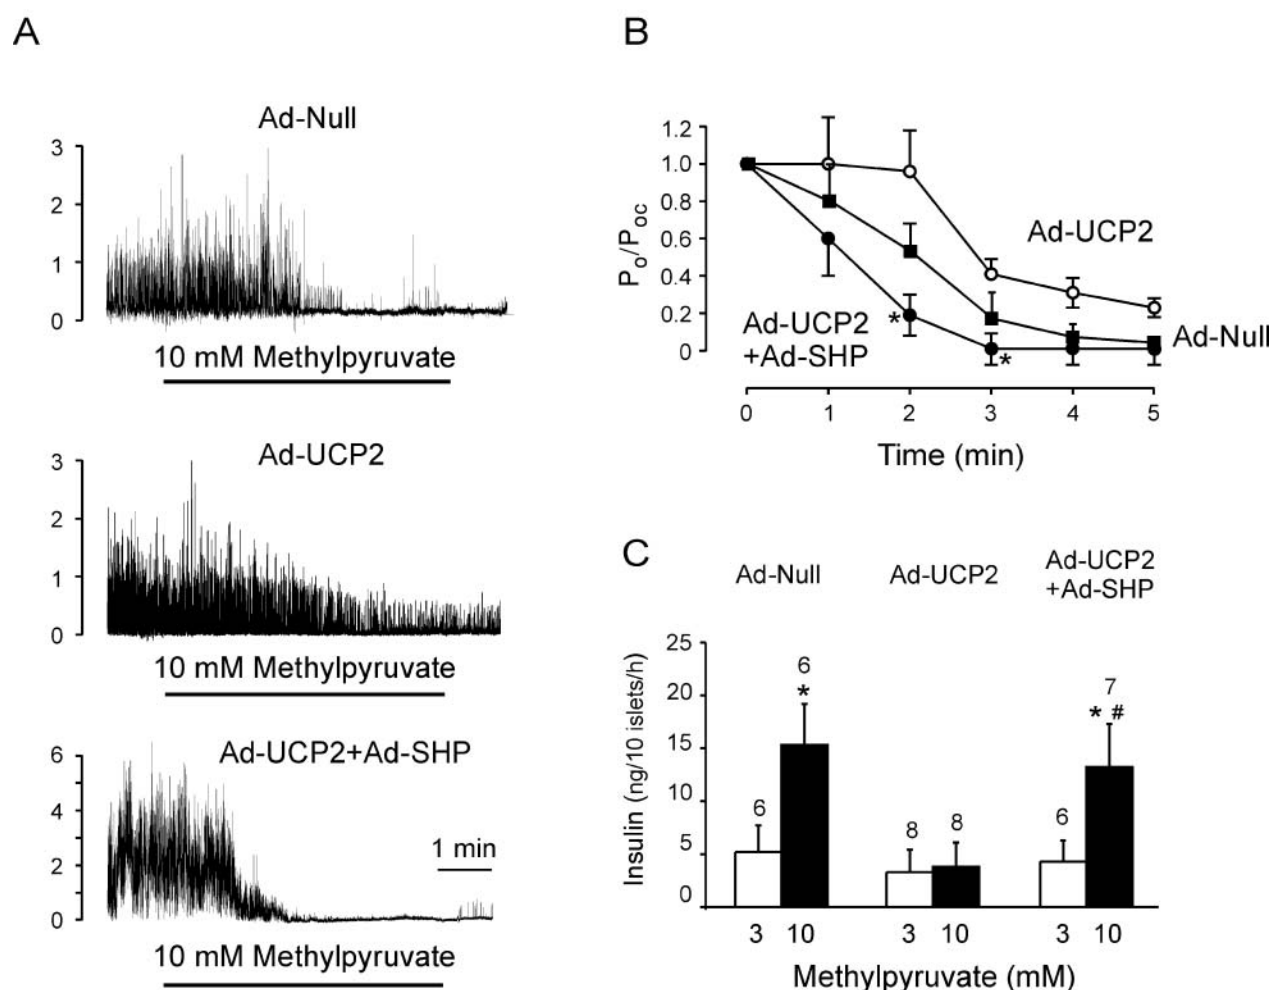 A
Ad-Null
3
2
1
0
10 mM Methylpyruvate
Ad-UCP2
3
2
1
0
10 mM Methylpyruvate
Ad-UCP2+Ad-SHP
6
4
2
0
1 min
10 mM Methylpyruvate
B
1.2
1.0
0.8
0.6
0.4
0.2
0
Po/Poc
Ad-UCP2
Ad-Null
Ad-UCP2
+Ad-SHP
*
*
0 1 2 3 4 5
Time (min)
C
Ad-Null Ad-UCP2 Ad-UCP2
+Ad-SHP
25
20
15
10
5
0
Insulin (ng/10 islets/h)
6
6
*
8
8
6
7
* #
3 10 3 10 3 10
Methylpyruvate (mM)